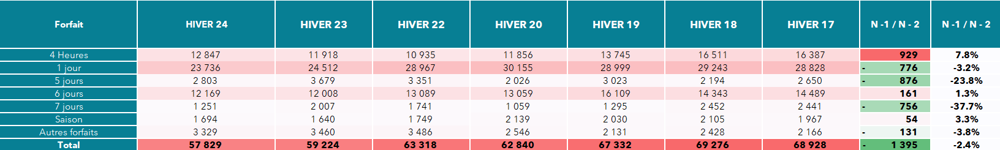 Forfait HIVER 24 HIVER 23 HIVER 22 HIVER 20 HIVER 19 HIVER 18 HIVER 17 N -1 / N - 2 N -1 / N - 2
4 Heures 12 847 11 918 10 935 11 856 13 745 16 511 16 387 929 7.8%
1 jour 23 736 24 512 28 967 30 155 28 999 29 243 28 828 - 776 -3.2%
5 jours 2 803 3 679 3 351 2 026 3 023 2 194 2 650 - 876 -23.8%
6 jours 12 169 12 008 13 089 13 059 16 109 14 343 14 489 161 1.3%
7 jours 1 251 2 007 1 741 1 059 1 295 2 452 2 441 - 756 -37.7%
Saison 1 694 1 640 1 749 2 139 2 030 2 105 1 967 54 3.3%
Autres forfaits 3 329 3 460 3 486 2 546 2 131 2 428 2 166 - 131 -3.8%
Total 57 829 59 224 63 318 62 840 67 332 69 276 68 928 - 1 395 -2.4%